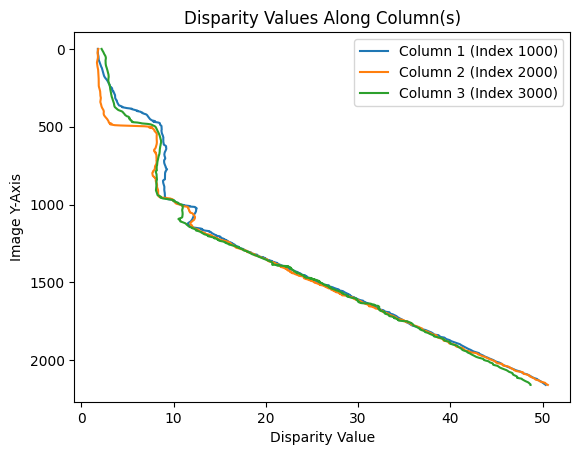 Disparity Values Along Column(s)
Column 1 (Index 1000)
Column 2 (Index 2000)
Column 3 (Index 3000)
0
500
1000
1500
2000
Image Y-Axis
0 10 20 30 40 50
Disparity Value